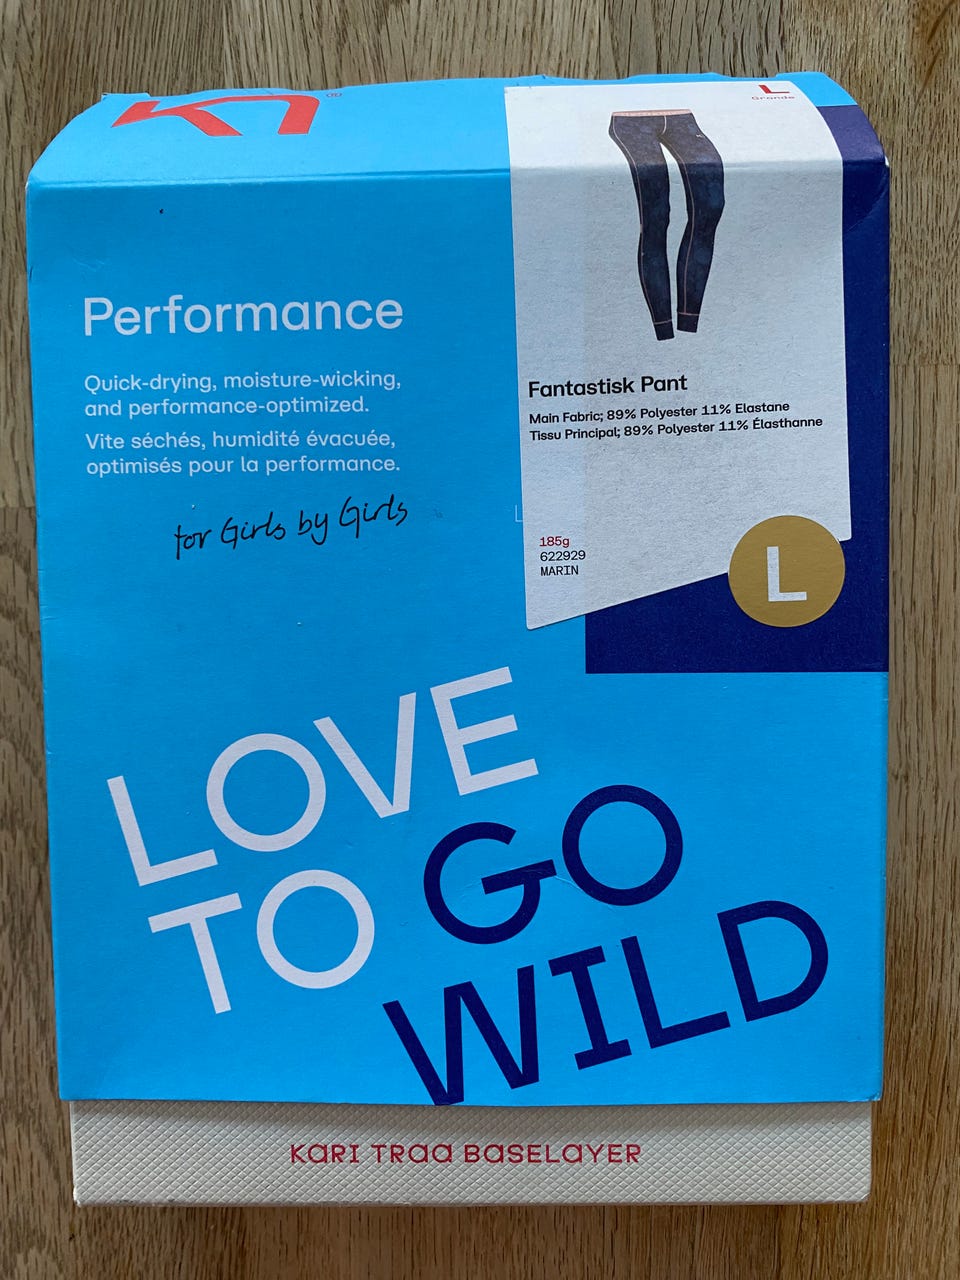 ®
L
Grande
Performance
Quick-drying, moisture-wicking,
and performance-optimized.
Vite séchés, humidité évacuée,
optimisés pour la performance.
for Girls by Girls
Fantastisk Pant
Main Fabric; 89% Polyester 11% Elastane
Tissu Principal; 89% Polyester 11% Élasthanne
185g
622929
MARIN
L
LOVE
TO GO
WILD
KARI TRAA BASELAYER